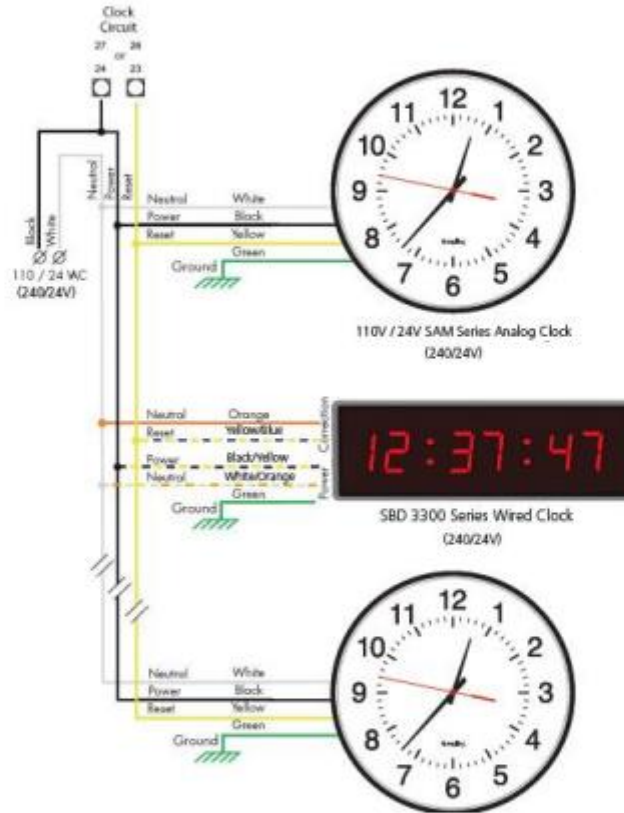 Clock
Circuit
27 or 26
24 23
Neutral
Power
Reset
Black
White
110 / 24 VAC
(240/24V)
Neutral White
Power Black
Reset Yellow
Green
Ground
12
1
2
3
4
5
6
7
8
9
10
11
110V / 24V SAM Series Analog Clock
(240/24V)
Neutral Orange
Reset Yellow/Blue
Correction
Power Black/Yellow
Neutral White/Orange
Power
Green
Ground
12:37:47
SBD 3300 Series Wired Clock
(240/24V)
Neutral White
Power Black
Reset Yellow
Green
Ground
12
1
2
3
4
5
6
7
8
9
10
11